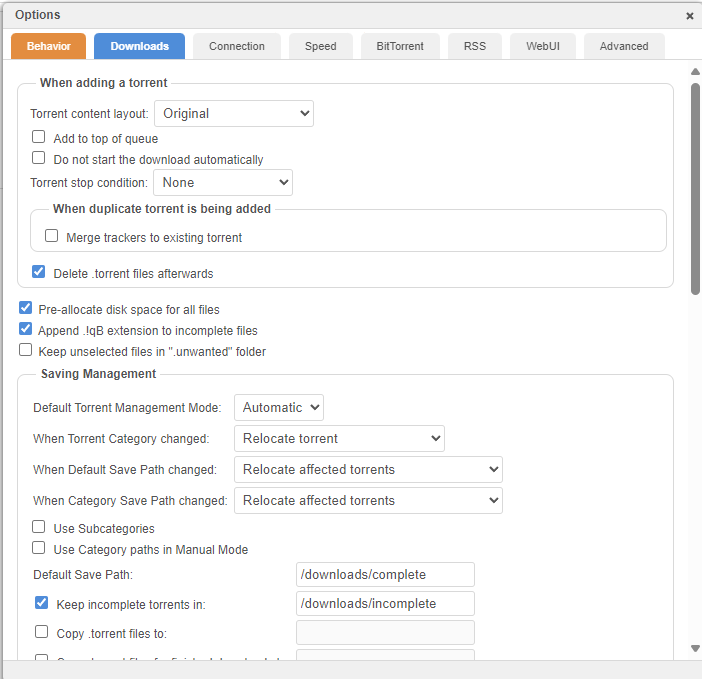 Options
×
Behavior Downloads Connection Speed BitTorrent RSS WebUI Advanced
When adding a torrent
Torrent content layout: Original
Add to top of queue
Do not start the download automatically
Torrent stop condition: None
When duplicate torrent is being added
Merge trackers to existing torrent
Delete .torrent files afterwards
Pre-allocate disk space for all files
Append .!qB extension to incomplete files
Keep unselected files in ".unwanted" folder
Saving Management
Default Torrent Management Mode: Automatic
When Torrent Category changed: Relocate torrent
When Default Save Path changed: Relocate affected torrents
When Category Save Path changed: Relocate affected torrents
Use Subcategories
Use Category paths in Manual Mode
Default Save Path: /downloads/complete
Keep incomplete torrents in: /downloads/incomplete
Copy .torrent files to: